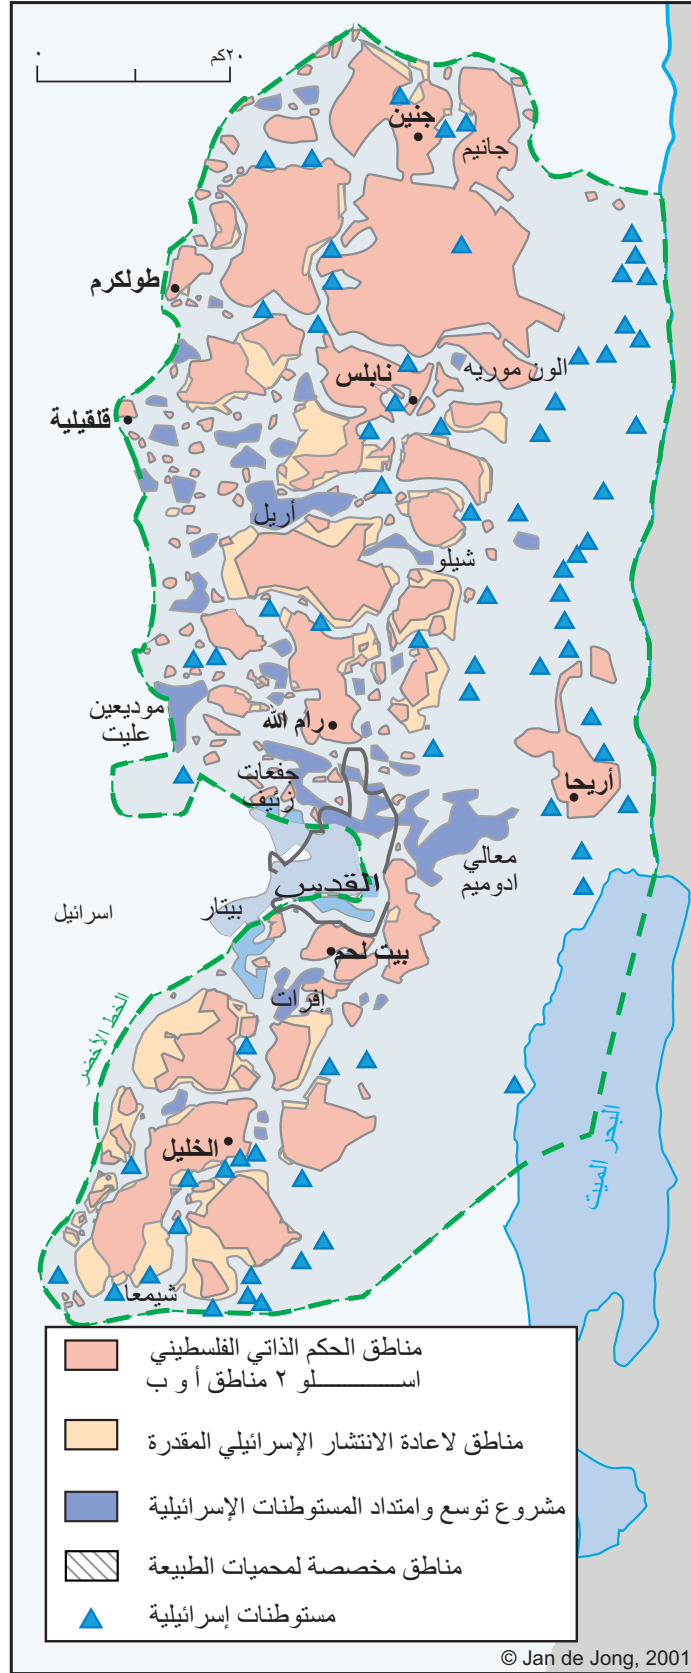 ٠ ٢٠كم
جنين
جانيم
طولكرم
الون موريه
نابلس
قلقيلية
أريل
شيلو
موديعين
عليت
رام الله
جفعات
زئيف
أريحا
معالي
ادوميم
القدس
بيتار
اسرائيل
بيت لحم
إفرات
الخط الأخضر
البحر الميت
الخليل
شيمعا
مناطق الحكم الذاتي الفلسطيني
اســـــــــــلو ٢ مناطق أ و ب
مناطق لاعادة الانتشار الإسرائيلي المقدرة
مشروع توسع وامتداد المستوطنات الإسرائيلية
مناطق مخصصة لمحميات الطبيعة
مستوطنات إسرائيلية
© Jan de Jong, 2001